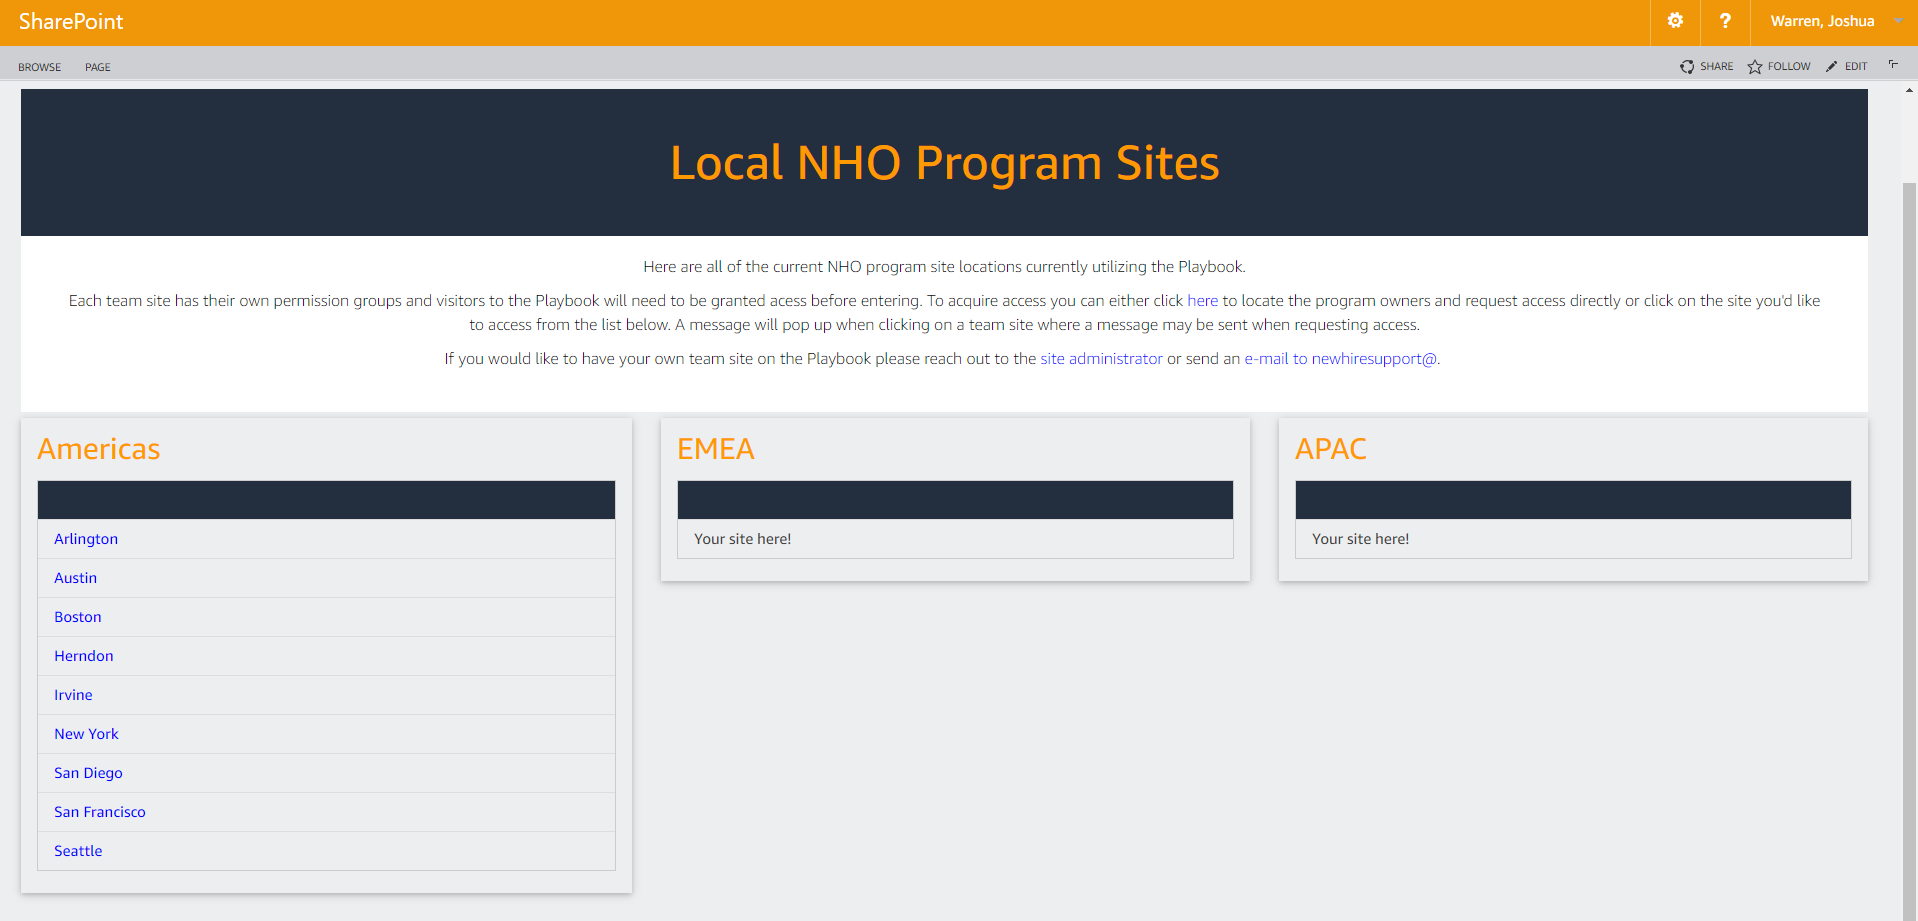 SharePoint
? Warren, Joshua
BROWSE PAGE
SHARE FOLLOW EDIT
Local NHO Program Sites
Here are all of the current NHO program site locations currently utilizing the Playbook.
Each team site has their own permission groups and visitors to the Playbook will need to be granted acess before entering. To acquire access you can either click here to locate the program owners and request access directly or click on the site you'd like
to access from the list below. A message will pop up when clicking on a team site where a message may be sent when requesting access.
If you would like to have your own team site on the Playbook please reach out to the site administrator or send an e-mail to newhiresupport@.
Americas
Arlington
Austin
Boston
Herndon
Irvine
New York
San Diego
San Francisco
Seattle
EMEA
Your site here!
APAC
Your site here!